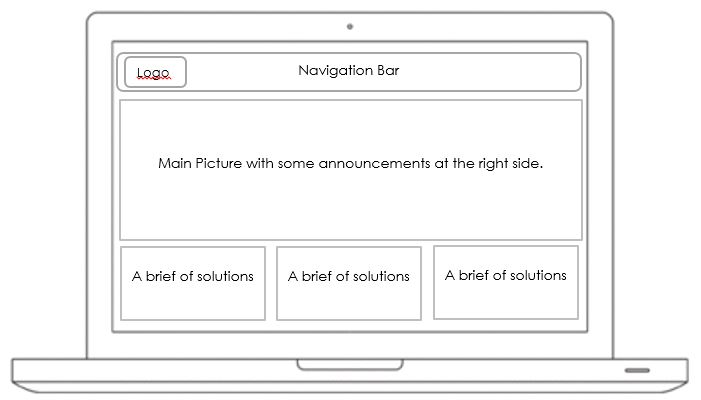 Logo
Navigation Bar
Main Picture with some announcements at the right side.
A brief of solutions
A brief of solutions
A brief of solutions